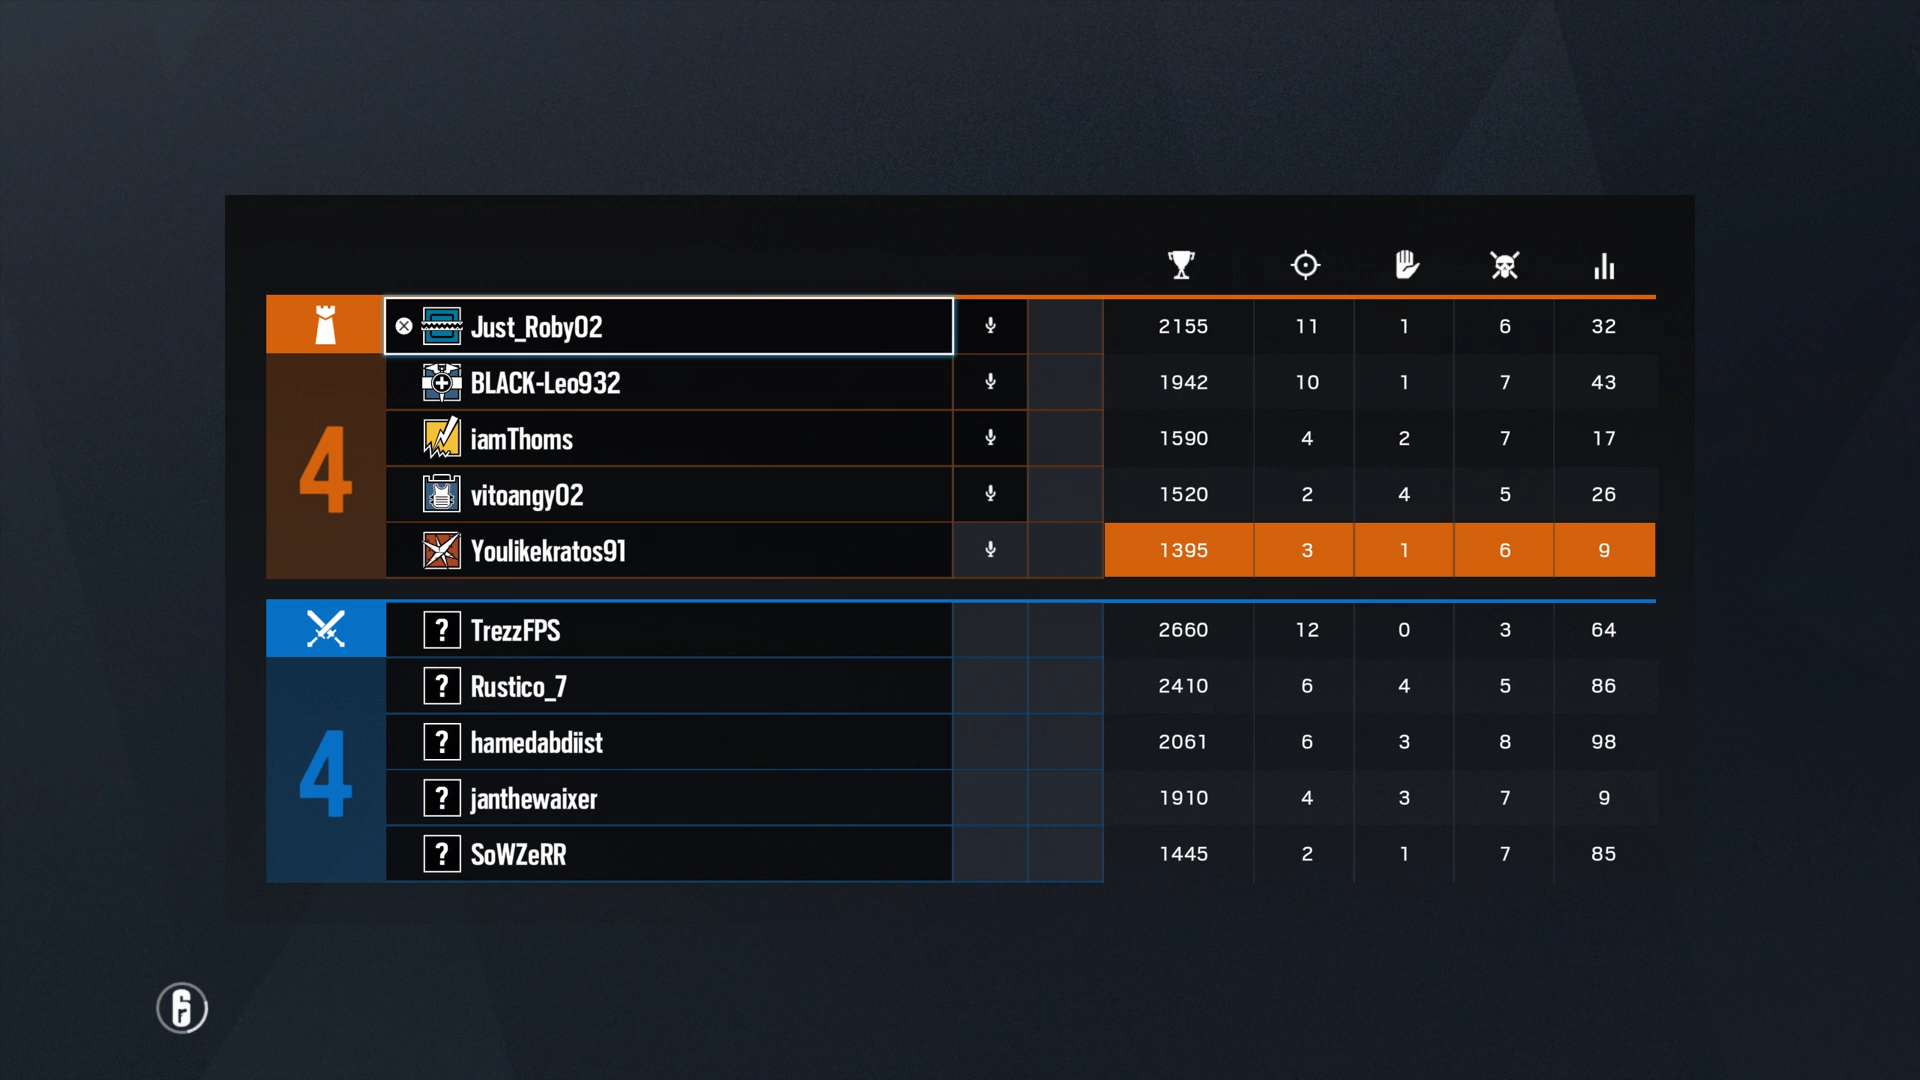 Just_Roby02 2155 11 1 6 32
BLACK-Leo932 1942 10 1 7 43
4
iamThoms 1590 4 2 7 17
vitoangy02 1520 2 4 5 26
Youlikekratos91 1395 3 1 6 9
? TrezzFPS 2660 12 0 3 64
? Rustico_7 2410 6 4 5 86
4
? hamedabdiist 2061 6 3 8 98
? janthewaixer 1910 4 3 7 9
? SoWZeRR 1445 2 1 7 85
6